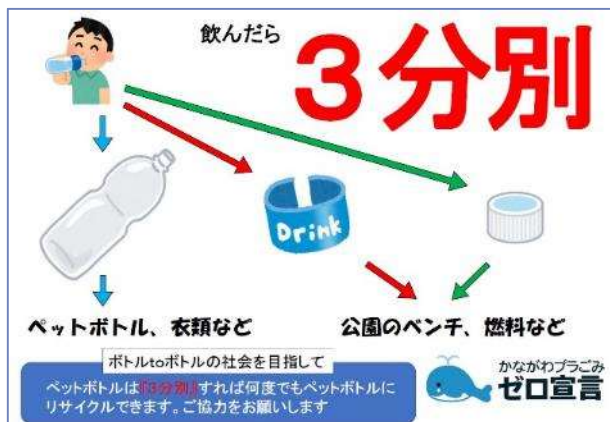 飲んだら
３分別
Drink
ペットボトル、衣類など
公園のベンチ、燃料など
ボトルtoボトルの社会を目指して
ペットボトルは『３分別』すれば何度でもペットボトルに
リサイクルできます。ご協力をお願いします
かながわプラごみ
ゼロ宣言